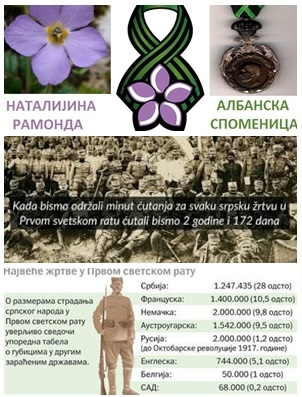 НАТАЛИЈИНА
РАМОНДА
АЛБАНСКА
СПОМЕНИЦА
Kada bismo održali minut ćutanja za svaku srpsku žrtvu u
Prvom svetskom ratu ćutali bismo 2 godine i 172 dana
Највеће жртве у Првом светском рату
О размерама страдања
српског народа у
Првом светском рату
уверљиво сведочи
упоредна табела
о губицима у другим
зараћеним државама.
Србија: 1.247.435 (28 одсто)
Француска: 1.400.000 (10,5 одсто)
Немачка: 2.000.000 (9,8 одсто)
Аустроугарска: 1.542.000 (9,5 одсто)
Русија: 2.000.000 (1,2 одсто)
(до Октобарске револуције 1917. године)
Енглеска: 744.000 (5,1 одсто)
Белгија: 50.000 (1 одсто)
САД: 68.000 (0,2 одсто)